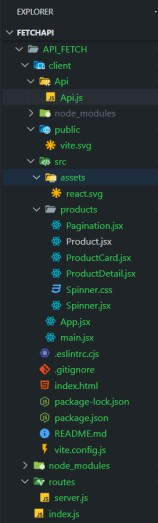 EXPLORER
FETCHAPI
API_FETCH
client
Api
Api.js
node_modules
public
vite.svg
src
assets
react.svg
products
Pagination.jsx
Product.jsx
ProductCard.jsx
ProductDetail.jsx
Spinner.css
Spinner.jsx
App.jsx
main.jsx
.eslintrc.cjs
.gitignore
index.html
package-lock.json
package.json
README.md
vite.config.js
node_modules
routes
server.js
index.js